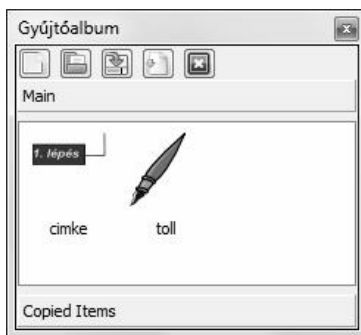 Gyűjtőalbum
Main
1. lépés
cimke toll
Copied Items